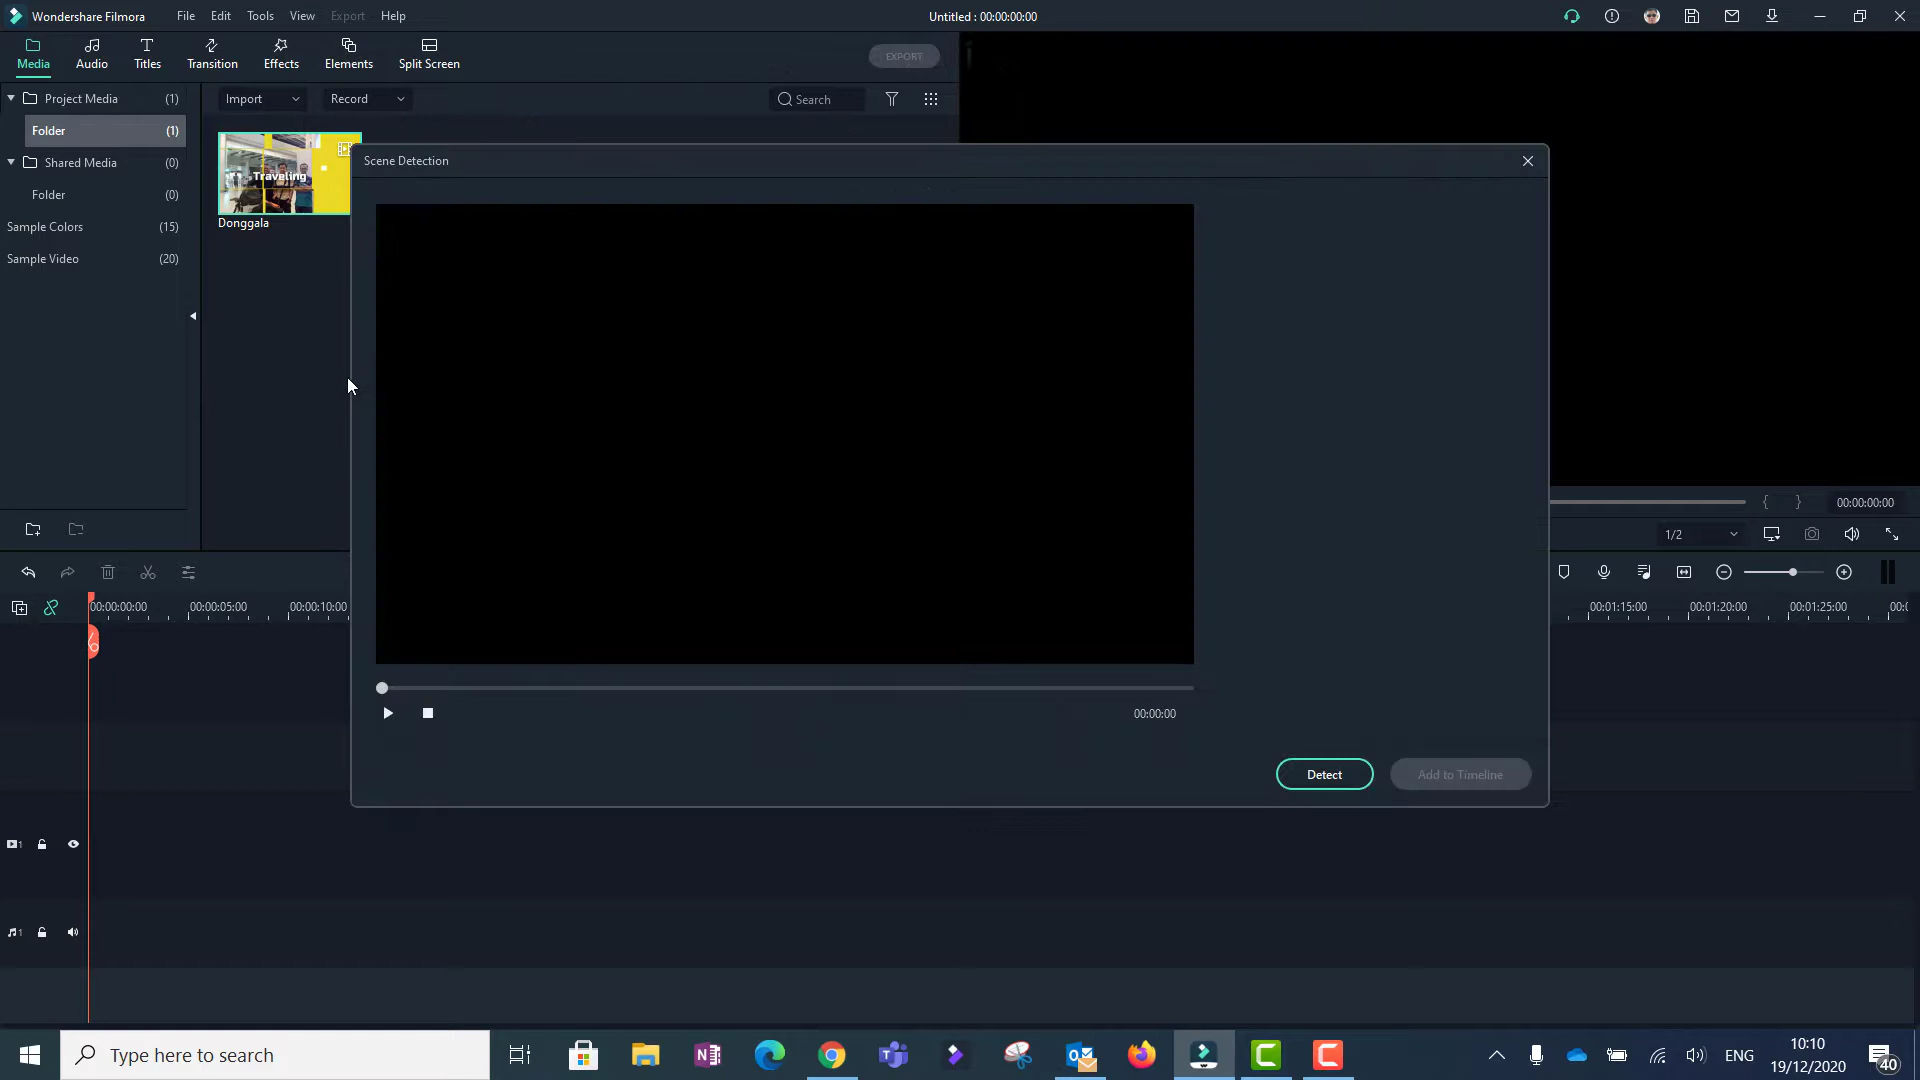 Wondershare Filmora File Edit Tools View Export Help Untitled : 00:00:00:00
Media Audio Titles Transition Effects Elements Split Screen EXPORT
Project Media (1)
Folder (1)
Shared Media (0)
Folder (0)
Sample Colors (15)
Sample Video (20)
Import Record Search
Traveling
Donggala
Scene Detection
00:00:00
Detect Add to Timeline
00:00:00:00
1/2
00:00:00:00 00:00:05:00 00:00:10:00 00:01:15:00 00:01:20:00 00:01:25:00
1
1
Type here to search
ENG
10:10
19/12/2020
40